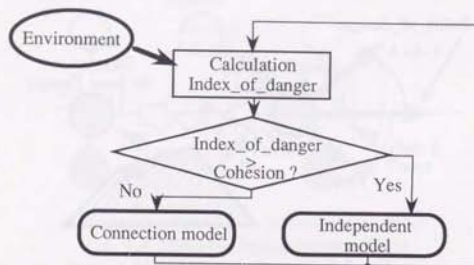 Environment
Calculation
Index_of_danger
Index_of_danger
>
Cohesion ?
No
Yes
Connection model
Independent
model